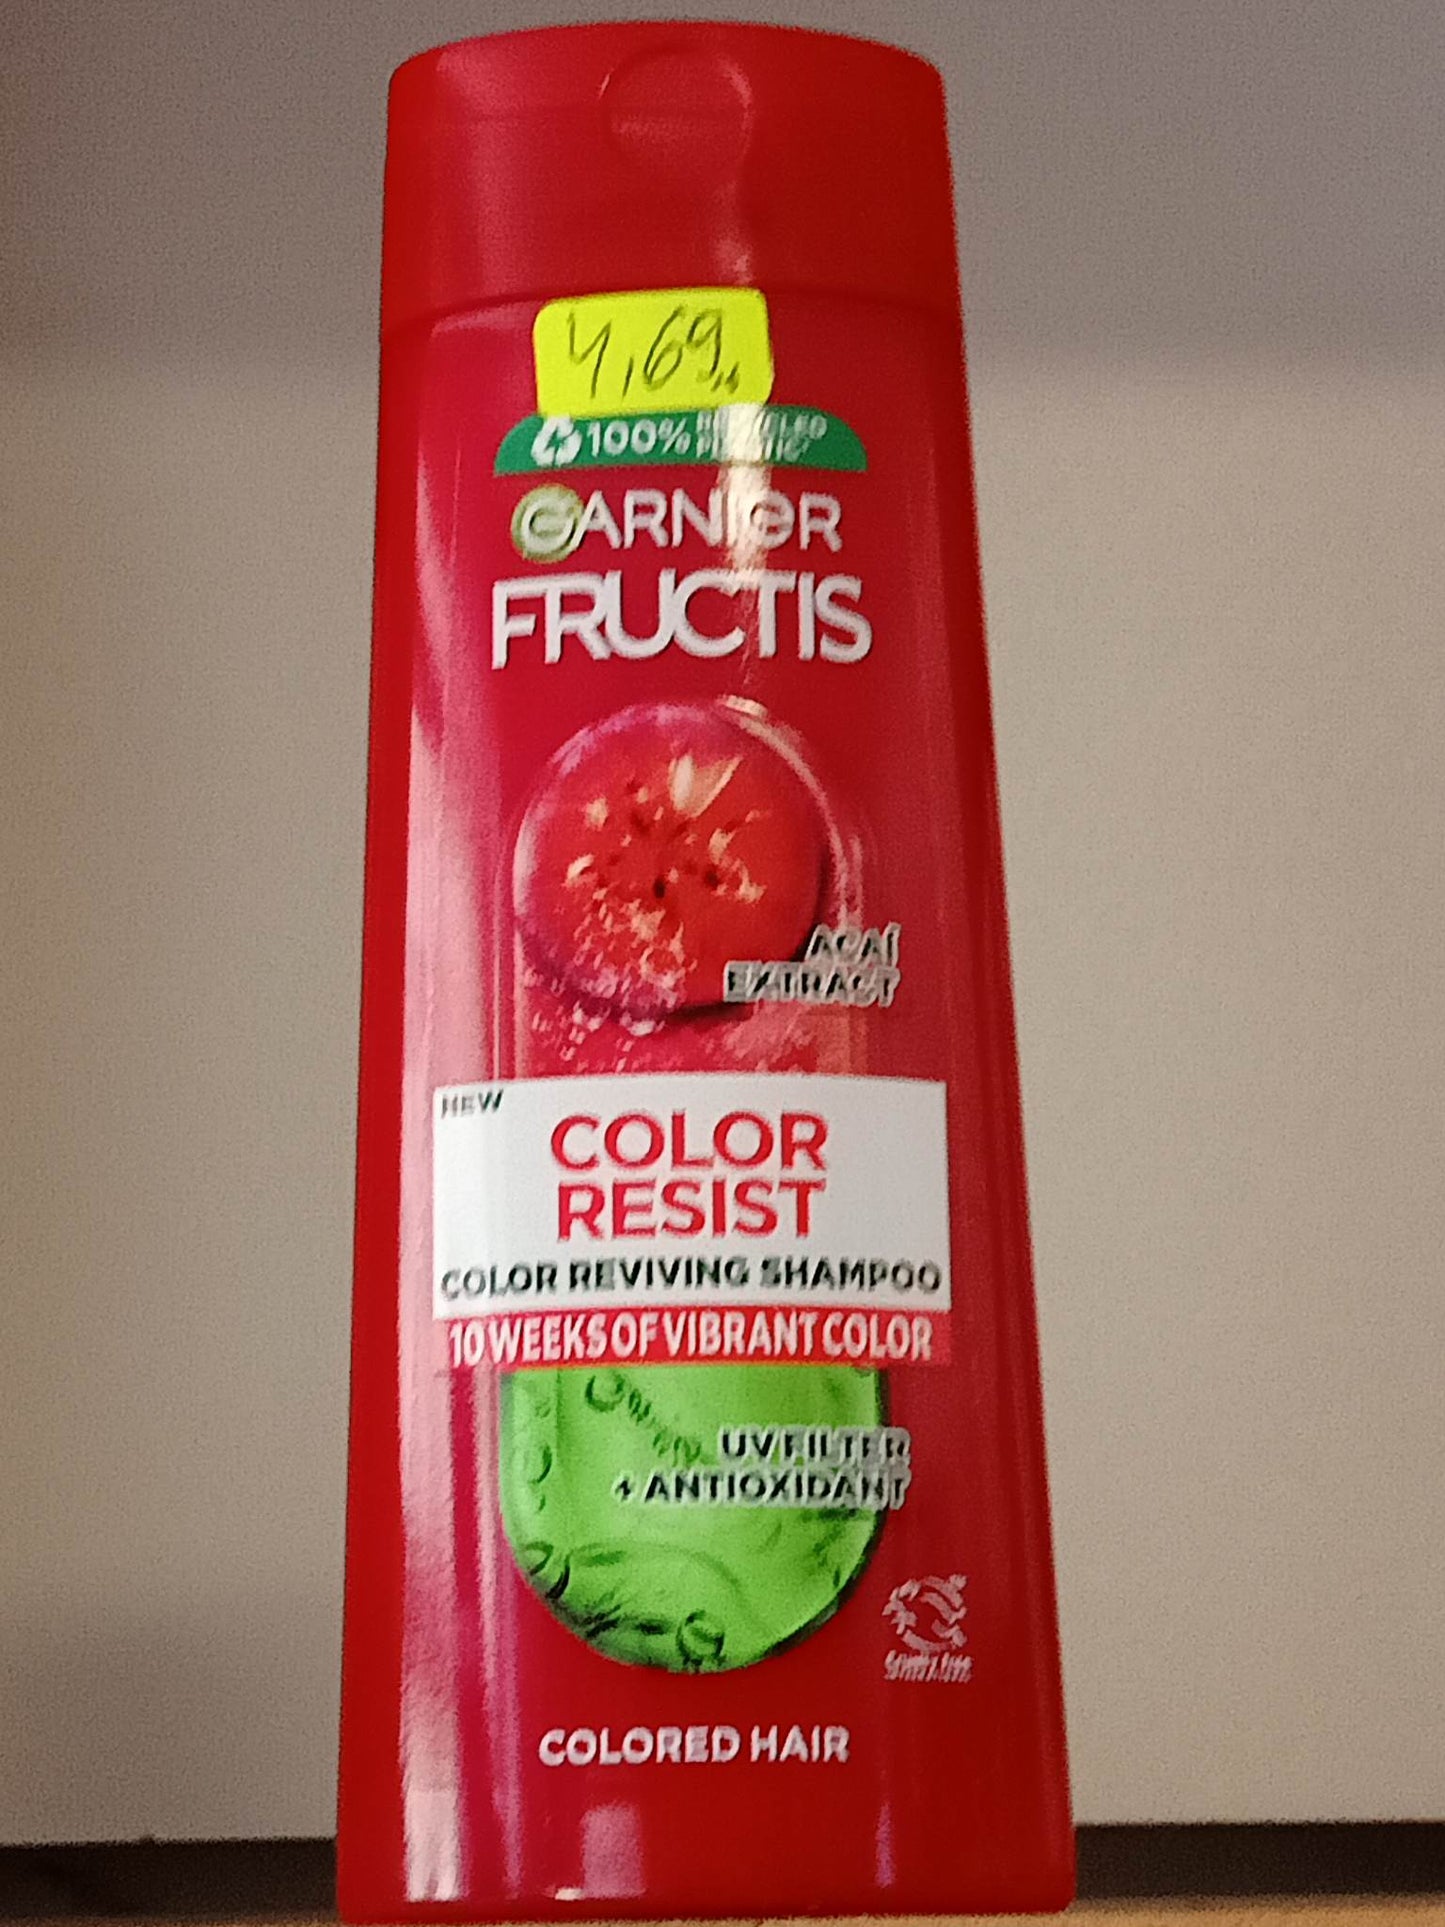 4,69
100% RECYCLED
PLASTIC*
GARNIER
FRUCTIS
AÇAÍ
EXTRACT
NEW
COLOR
RESIST
COLOR REVIVING SHAMPOO
10 WEEKS OF VIBRANT COLOR
UV FILTER
+ ANTIOXIDANT
COLORED HAIR